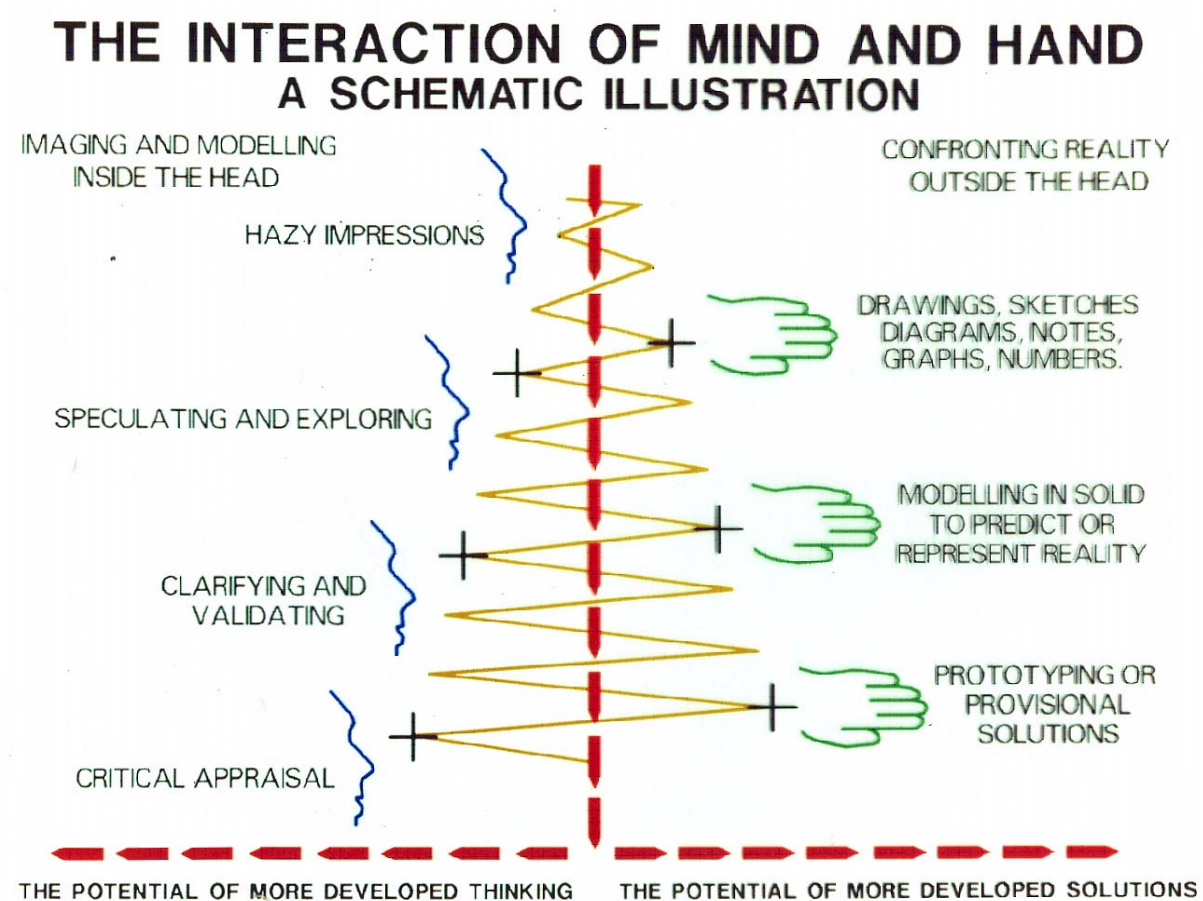 THE INTERACTION OF MIND AND HAND
A SCHEMATIC ILLUSTRATION
IMAGING AND MODELLING
INSIDE THE HEAD
CONFRONTING REALITY
OUTSIDE THE HEAD
HAZY IMPRESSIONS
DRAWINGS, SKETCHES
DIAGRAMS, NOTES,
GRAPHS, NUMBERS.
SPECULATING AND EXPLORING
MODELLING IN SOLID
TO PREDICT OR
REPRESENT REALITY
CLARIFYING AND
VALIDATING
PROTOTYPING OR
PROVISIONAL
SOLUTIONS
CRITICAL APPRAISAL
THE POTENTIAL OF MORE DEVELOPED THINKING
THE POTENTIAL OF MORE DEVELOPED SOLUTIONS